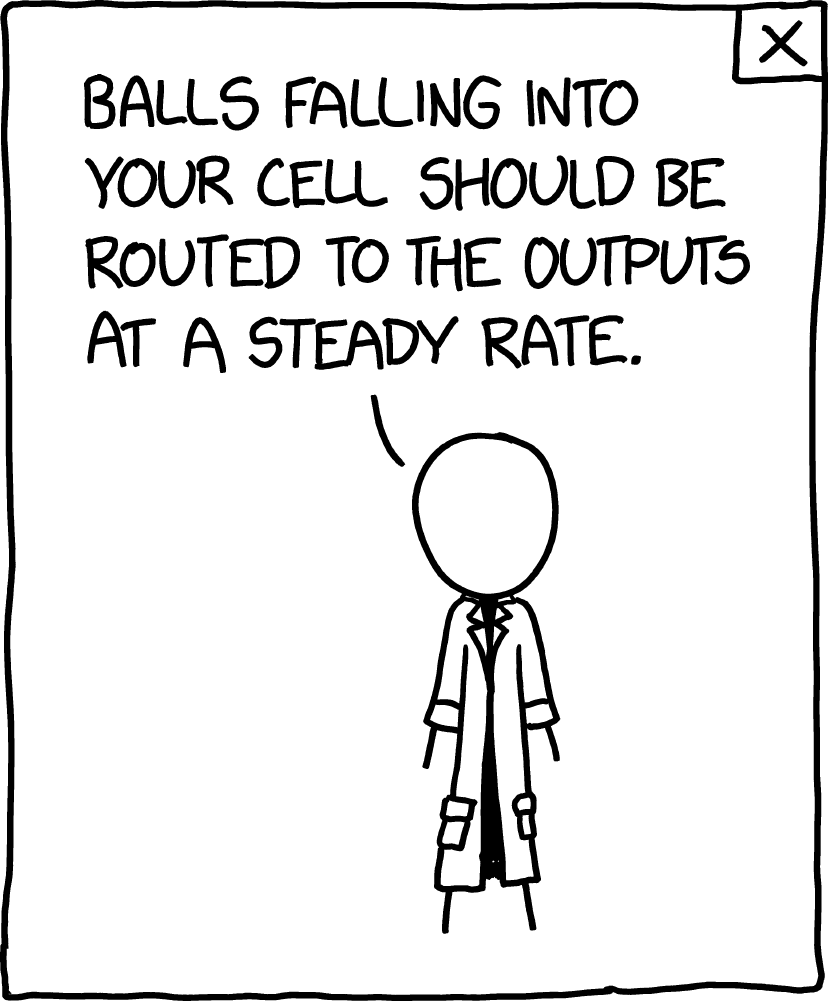 BALLS FALLING INTO
YOUR CELL SHOULD BE
ROUTED TO THE OUTPUTS
AT A STEADY RATE.